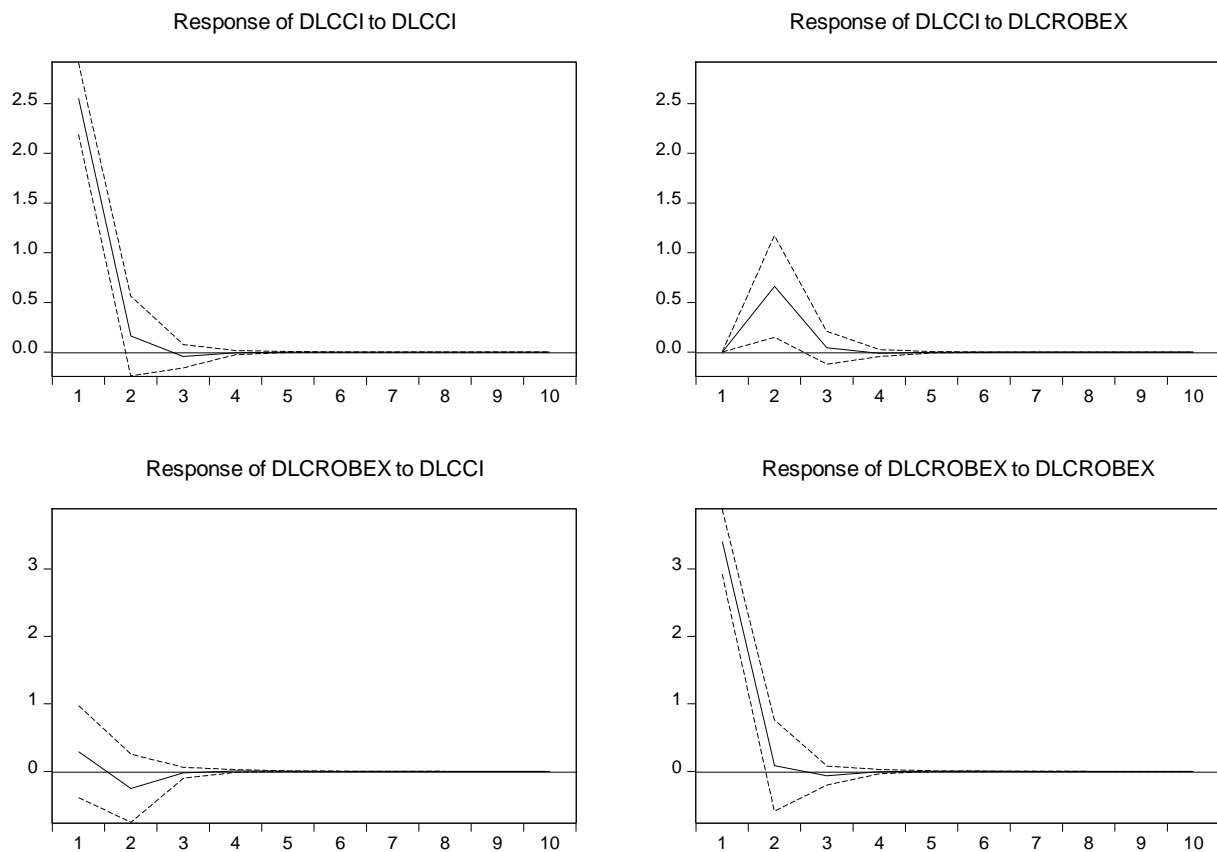 Response of DLCCI to DLCCI
2.5
2.0
1.5
1.0
0.5
0.0
1 2 3 4 5 6 7 8 9 10
Response of DLCCI to DLCROBEX
2.5
2.0
1.5
1.0
0.5
0.0
1 2 3 4 5 6 7 8 9 10
Response of DLCROBEX to DLCCI
3
2
1
0
1 2 3 4 5 6 7 8 9 10
Response of DLCROBEX to DLCROBEX
3
2
1
0
1 2 3 4 5 6 7 8 9 10